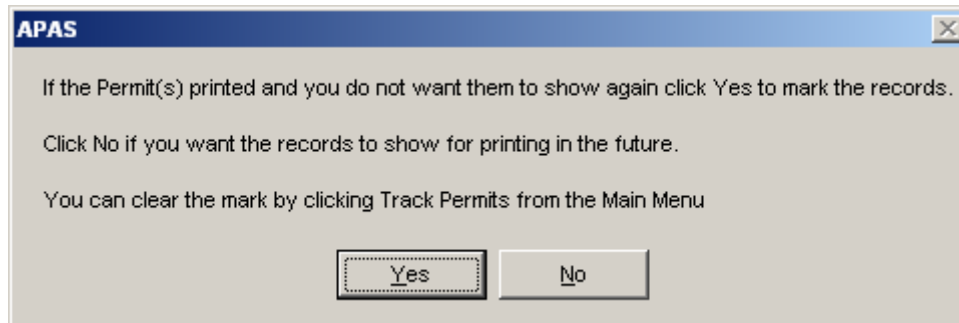 APAS
If the Permit(s) printed and you do not want them to show again click Yes to mark the records.
Click No if you want the records to show for printing in the future.
You can clear the mark by clicking Track Permits from the Main Menu
Yes
No